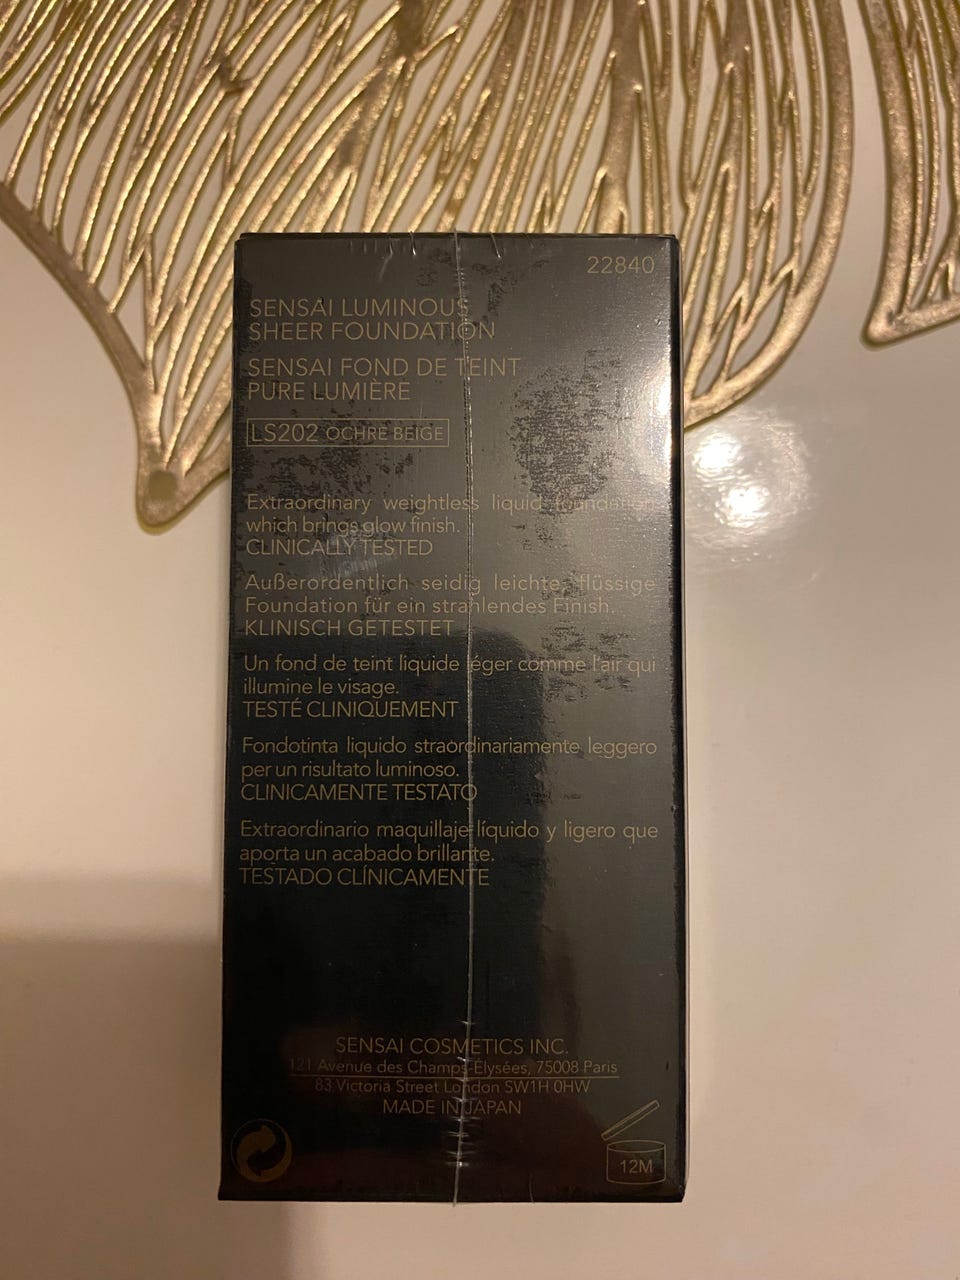 22840
SENSAI LUMINOUS
SHEER FOUNDATION
SENSAI FOND DE TEINT
PURE LUMIÈRE
LS202 OCHRE BEIGE
Extraordinary weightless liquid foundation
which brings glow finish.
CLINICALLY TESTED
Außerordentlich seidig leichte, flüssige
Foundation für ein strahlendes Finish.
KLINISCH GETESTET
Un fond de teint liquide léger comme l'air qui
illumine le visage.
TESTÉ CLINIQUEMENT
Fondotinta liquido straordinariamente leggero
per un risultato luminoso.
CLINICAMENTE TESTATO
Extraordinario maquillaje líquido y ligero que
aporta un acabado brillante.
TESTADO CLÍNICAMENTE
SENSAI COSMETICS INC.
121 Avenue des Champs-Élysées, 75008 Paris
83 Victoria Street London SW1H 0HW
MADE IN JAPAN
12M